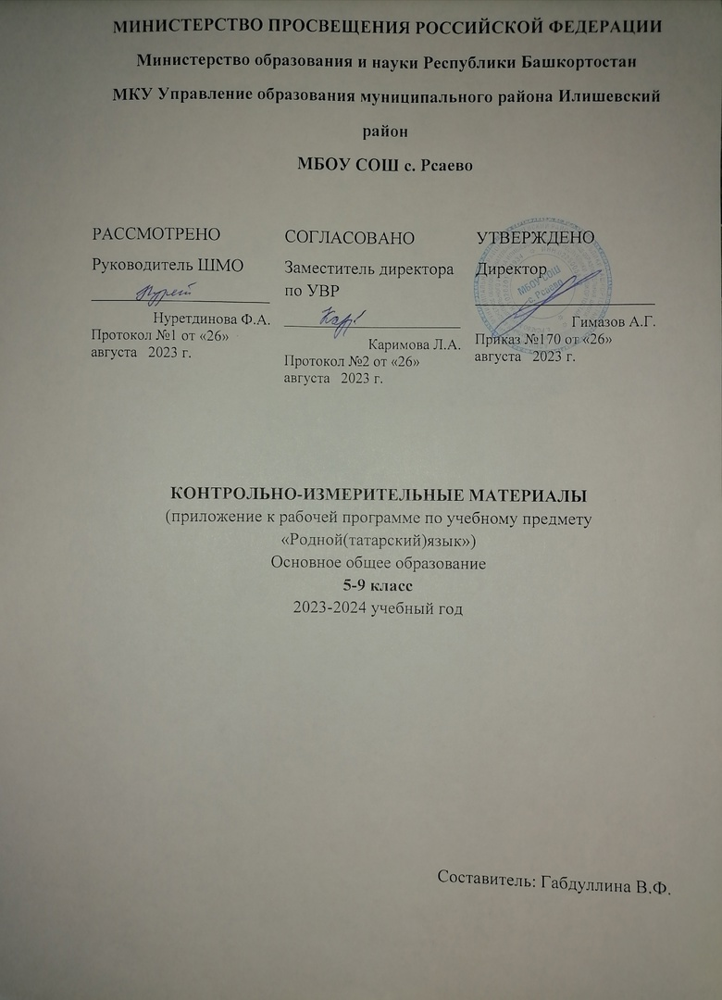 МИНИСТЕРСТВО ПРОСВЕЩЕНИЯ РОССИЙСКОЙ ФЕДЕРАЦИИ
Министерство образования и науки Республики Башкортостан
МКУ Управление образования муниципального района Илишевский
район
МБОУ СОШ с. Рсаево
РАССМОТРЕНО
Руководитель ШМО
Нуретдинова Ф.А.
Протокол №1 от «26»
августа 2023 г.
СОГЛАСОВАНО
Заместитель директора
по УВР
Каримова Л.А.
Протокол №2 от «26»
августа 2023 г.
УТВЕРЖДЕНО
Директор
МБОУ СОШ
с. Рсаево
Гимазов А.Г.
Приказ №170 от «26»
августа 2023 г.
КОНТРОЛЬНО-ИЗМЕРИТЕЛЬНЫЕ МАТЕРИАЛЫ
(приложение к рабочей программе по учебному предмету
«Родной(татарский)язык»)
Основное общее образование
5-9 класс
2023-2024 учебный год
Составитель: Габдуллина В.Ф.